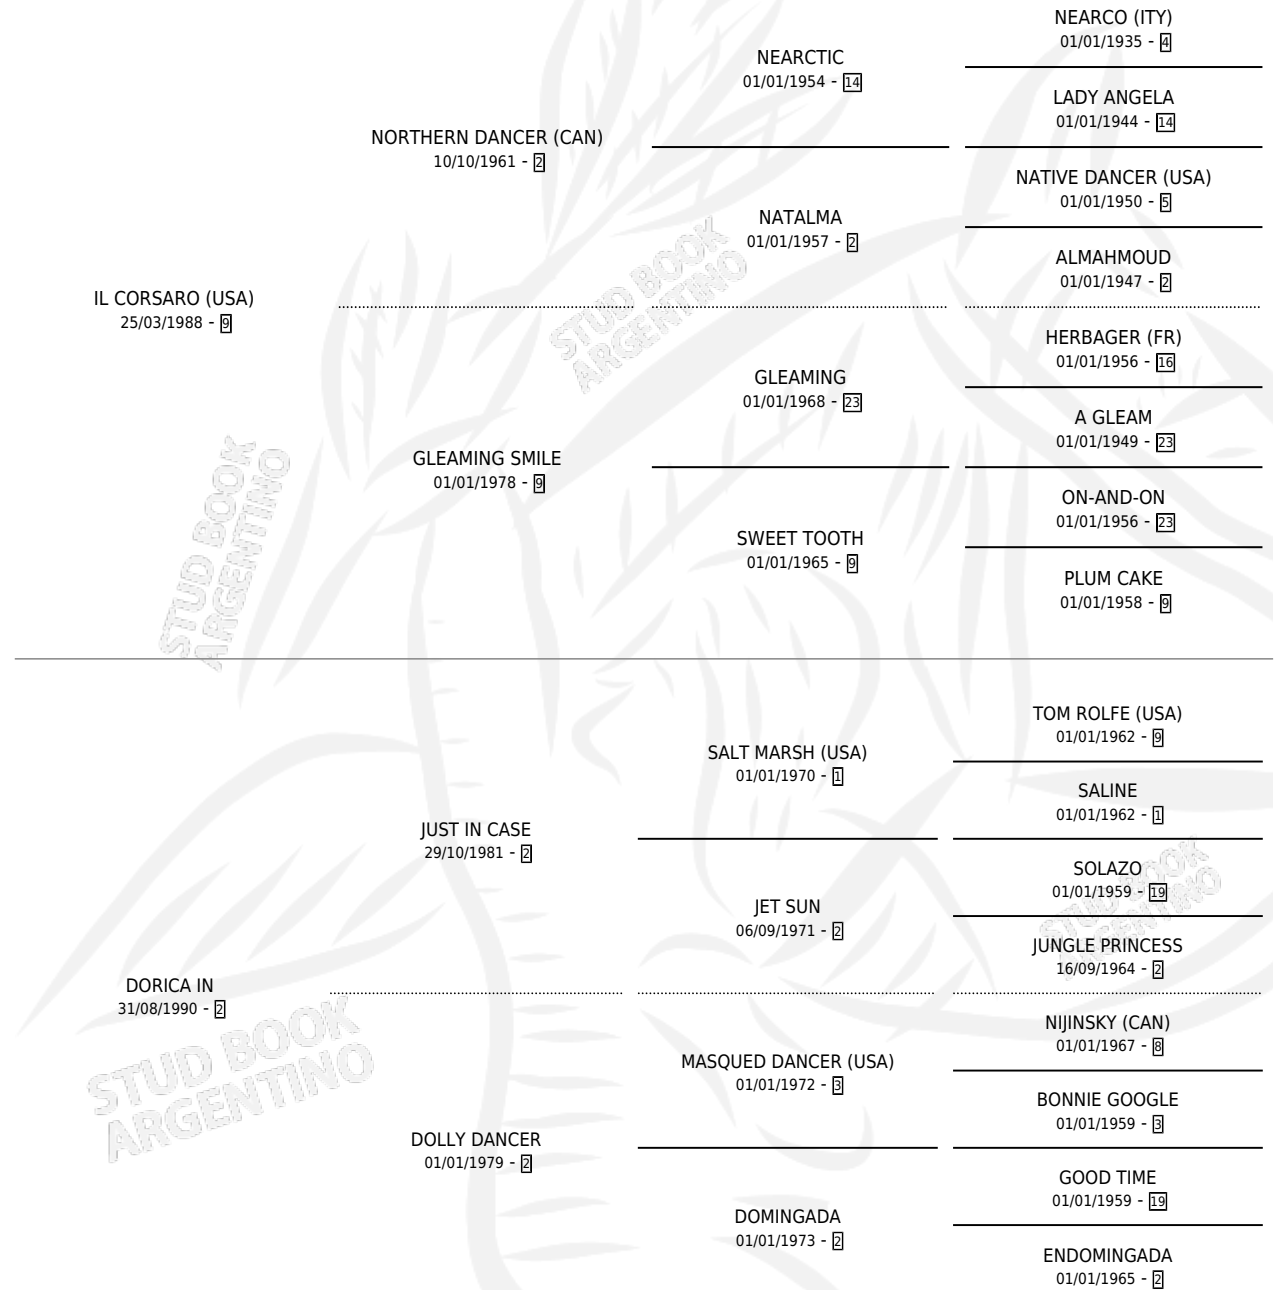 NEARCO (ITY)
01/01/1935 - 4
NEARCTIC
01/01/1954 - 14
LADY ANGELA
01/01/1944 - 14
NORTHERN DANCER (CAN)
10/10/1961 - 2
NATIVE DANCER (USA)
01/01/1950 - 5
NATALMA
01/01/1957 - 2
ALMAHMOUD
01/01/1947 - 2
IL CORSARO (USA)
25/03/1988 - 9
HERBAGER (FR)
01/01/1956 - 16
GLEAMING
01/01/1968 - 23
A GLEAM
01/01/1949 - 23
GLEAMING SMILE
01/01/1978 - 9
ON-AND-ON
01/01/1956 - 23
SWEET TOOTH
01/01/1965 - 9
PLUM CAKE
01/01/1958 - 9
TOM ROLFE (USA)
01/01/1962 - 9
SALT MARSH (USA)
01/01/1970 - 1
SALINE
01/01/1962 - 1
JUST IN CASE
29/10/1981 - 2
SOLAZO
01/01/1959 - 19
JET SUN
06/09/1971 - 2
JUNGLE PRINCESS
16/09/1964 - 2
DORICA IN
31/08/1990 - 2
NIJINSKY (CAN)
01/01/1967 - 8
MASQUED DANCER (USA)
01/01/1972 - 3
BONNIE GOOGLE
01/01/1959 - 3
DOLLY DANCER
01/01/1979 - 2
GOOD TIME
01/01/1959 - 19
DOMINGADA
01/01/1973 - 2
ENDOMINGADA
01/01/1965 - 2
STUD BOOK
ARGENTINO
STUD BOOK
ARGENTINO
STUD BOOK
ARGENTINO
STUD BOOK
ARGENTINO